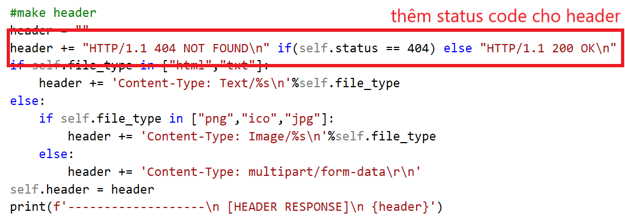 #make header
thêm status code cho header
header = ""
header += "HTTP/1.1 404 NOT FOUND\n" if(self.status == 404) else "HTTP/1.1 200 OK\n"
if self.file_type in ["html","txt"]:
    header += 'Content-Type: Text/%s\n'%self.file_type
else:
    if self.file_type in ["png","ico","jpg"]:
        header += 'Content-Type: Image/%s\n'%self.file_type
    else:
        header += 'Content-Type: multipart/form-data\r\n'
self.header = header
print(f'-------------------\n [HEADER RESPONSE]\n {header}')